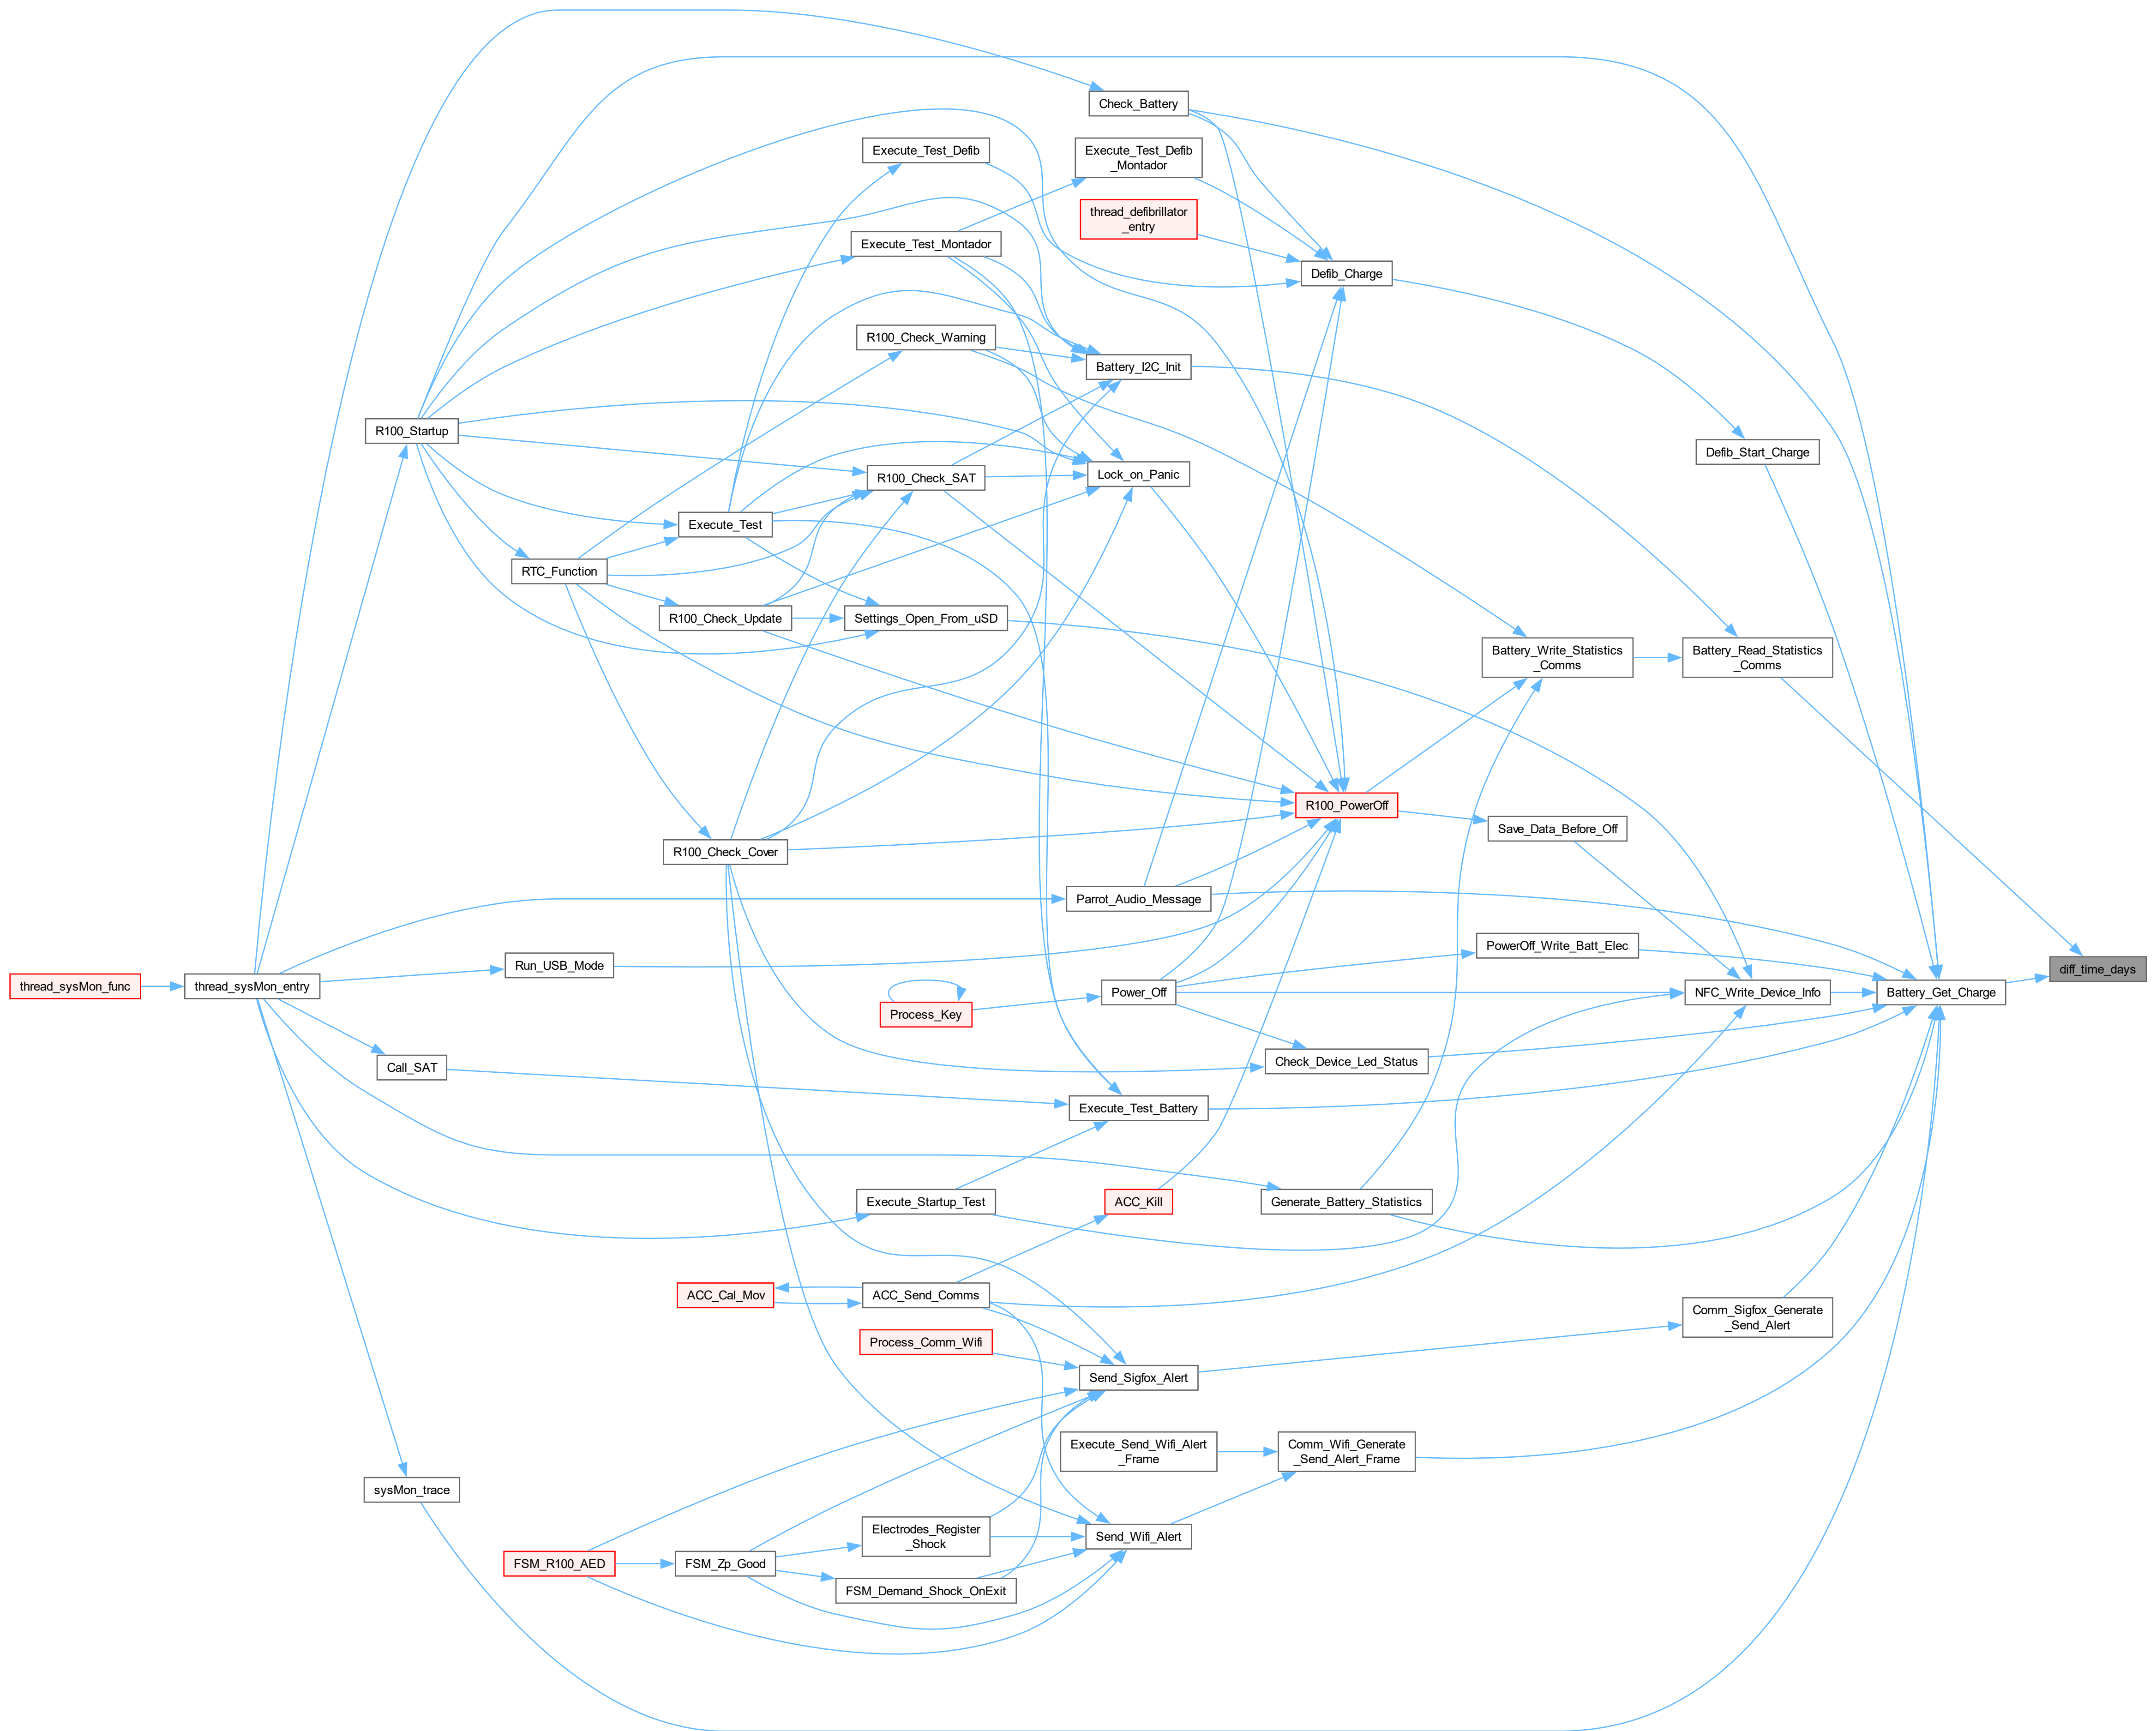 Check_Battery
Execute_Test_Defib
Execute_Test_Defib
_Montador
thread_defibrillator
_entry
Execute_Test_Montador
Defib_Charge
R100_Check_Warning
Battery_I2C_Init
R100_Startup
Defib_Start_Charge
R100_Check_SAT
Lock_on_Panic
Execute_Test
RTC_Function
R100_Check_Update
Settings_Open_From_uSD
Battery_Write_Statistics
_Comms
Battery_Read_Statistics
_Comms
R100_PowerOff
Save_Data_Before_Off
R100_Check_Cover
Parrot_Audio_Message
PowerOff_Write_Batt_Elec
Run_USB_Mode
diff_time_days
thread_sysMon_func
thread_sysMon_entry
Process_Key
Power_Off
NFC_Write_Device_Info
Battery_Get_Charge
Call_SAT
Check_Device_Led_Status
Execute_Test_Battery
Execute_Startup_Test
ACC_Kill
Generate_Battery_Statistics
ACC_Cal_Mov
ACC_Send_Comms
Comm_Sigfox_Generate
_Send_Alert
Process_Comm_Wifi
Send_Sigfox_Alert
Execute_Send_Wifi_Alert
_Frame
Comm_Wifi_Generate
_Send_Alert_Frame
sysMon_trace
Electrodes_Register
_Shock
Send_Wifi_Alert
FSM_R100_AED
FSM_Zp_Good
FSM_Demand_Shock_OnExit